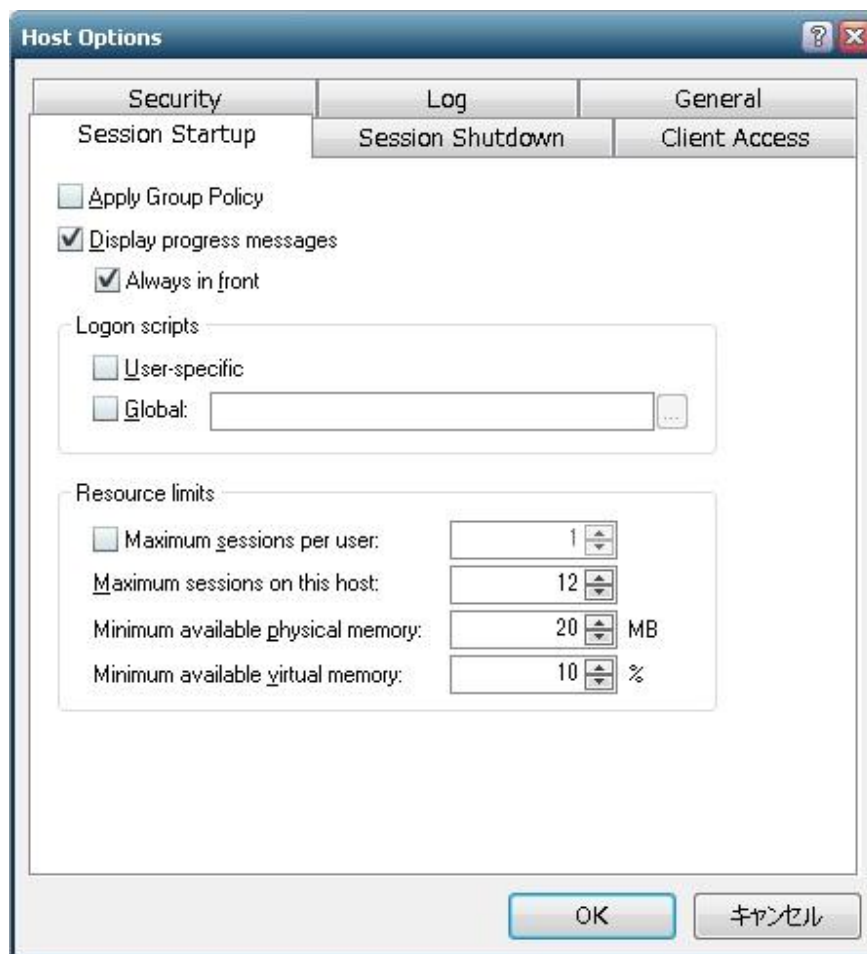 Host Options
Security Log General
Session Startup Session Shutdown Client Access
Apply Group Policy
Display progress messages
Always in front
Logon scripts
User-specific
Global: ...
Resource limits
Maximum sessions per user: 1
Maximum sessions on this host: 12
Minimum available physical memory: 20 MB
Minimum available virtual memory: 10 %
OK キャンセル